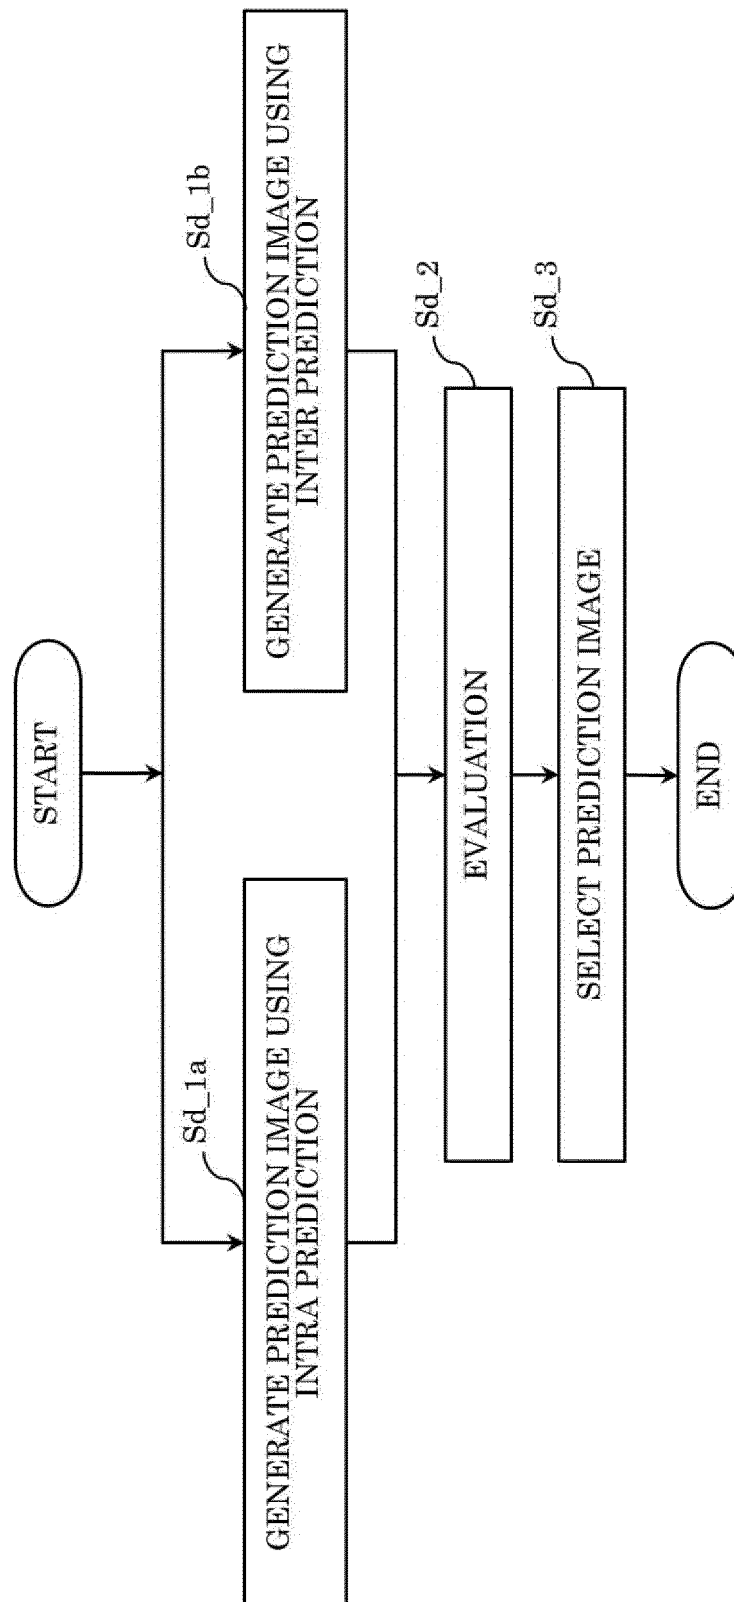 START
Sd_1a
GENERATE PREDICTION IMAGE USING
INTRA PREDICTION
Sd_1b
GENERATE PREDICTION IMAGE USING
INTER PREDICTION
Sd_2
EVALUATION
Sd_3
SELECT PREDICTION IMAGE
END